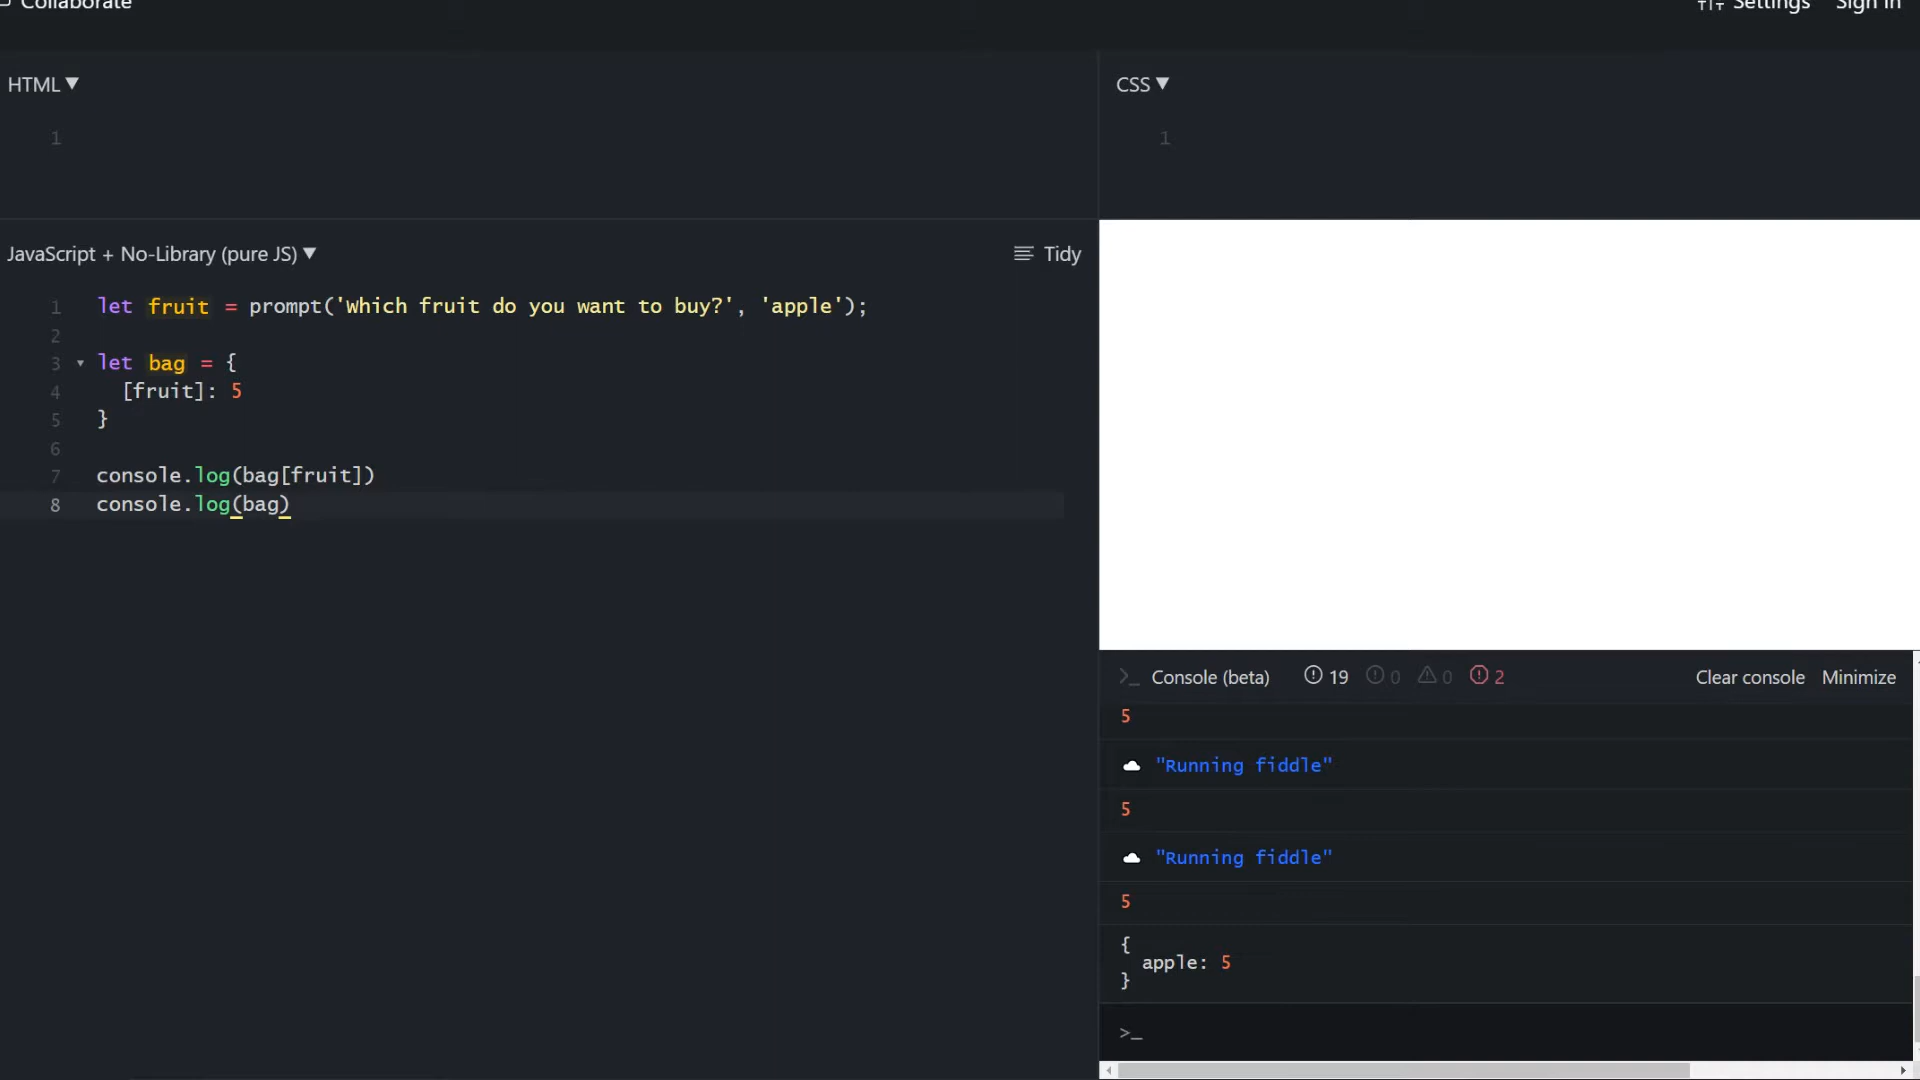 Collaborate
Settings Sign in
HTML ▼
1
CSS ▼
1
JavaScript + No-Library (pure JS) ▼
Tidy
1 let fruit = prompt('Which fruit do you want to buy?', 'apple');
2
3 let bag = {
4 [fruit]: 5
5 }
6
7 console.log(bag[fruit])
8 console.log(bag)
>_ Console (beta) 19 0 0 2 Clear console Minimize
5
"Running fiddle"
5
"Running fiddle"
5
{
apple: 5
}
>_